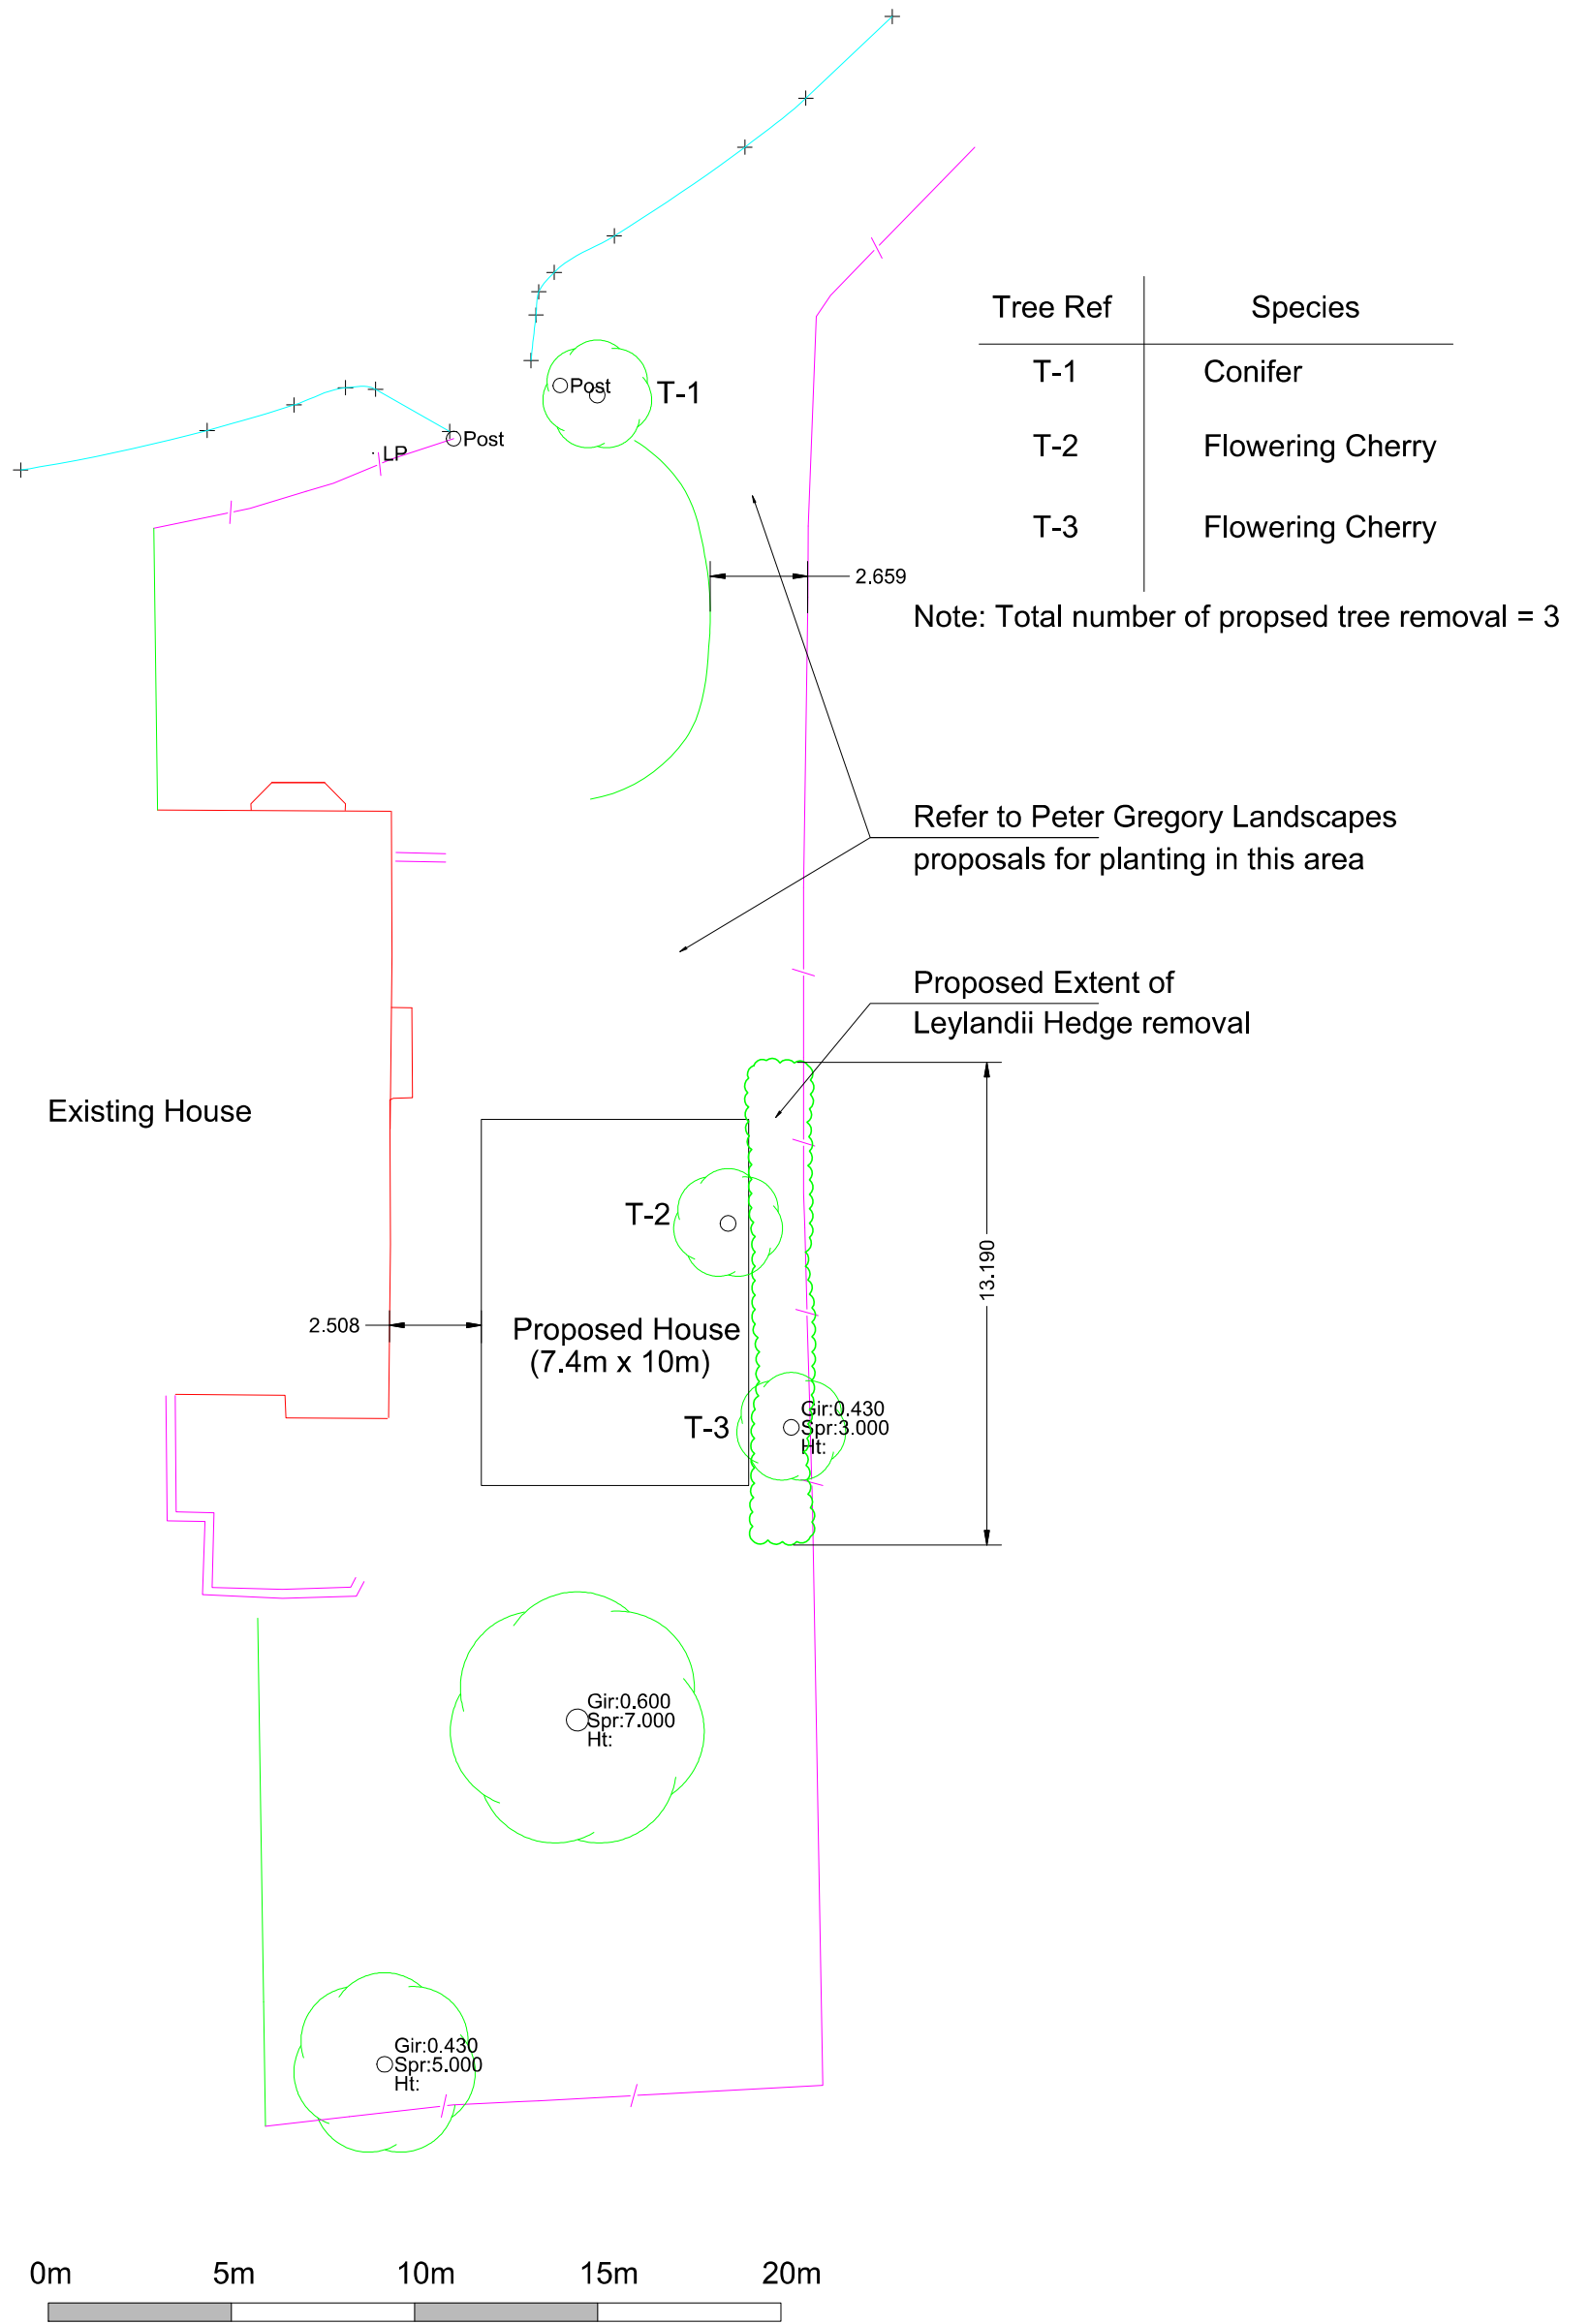 Tree Ref Species
T-1 Conifer
T-2 Flowering Cherry
T-3 Flowering Cherry
Note: Total number of propsed tree removal = 3
Post
T-1
Post
LP
2.659
Refer to Peter Gregory Landscapes
proposals for planting in this area
Proposed Extent of
Leylandii Hedge removal
Existing House
T-2
13.190
2.508
Proposed House
(7.4m x 10m)
T-3
Gir:0.430
Spr:3.000
Ht:
Gir:0.600
Spr:7.000
Ht:
Gir:0.430
Spr:5.000
Ht:
0m 5m 10m 15m 20m